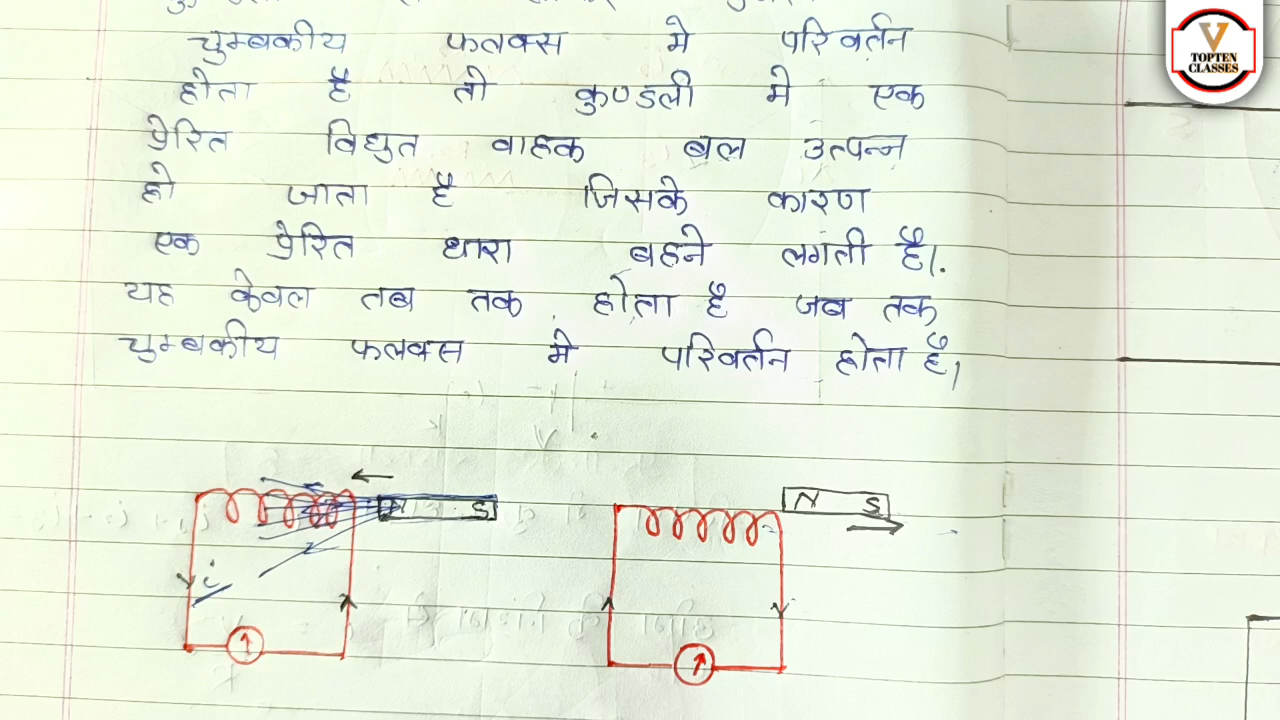 चुम्बकीय फलक्स मे परिवर्तन
होता है तो कुण्डली मे एक
प्रेरित विद्युत वाहक बल उत्पन्न
हो जाता है जिसके कारण
एक प्रेरित धारा बहने लगती है।.
यह केवल तब तक होता है जब तक
चुम्बकीय फलक्स मे परिवर्तन होता है।
S
N S
i
V
TOPTEN
CLASSES